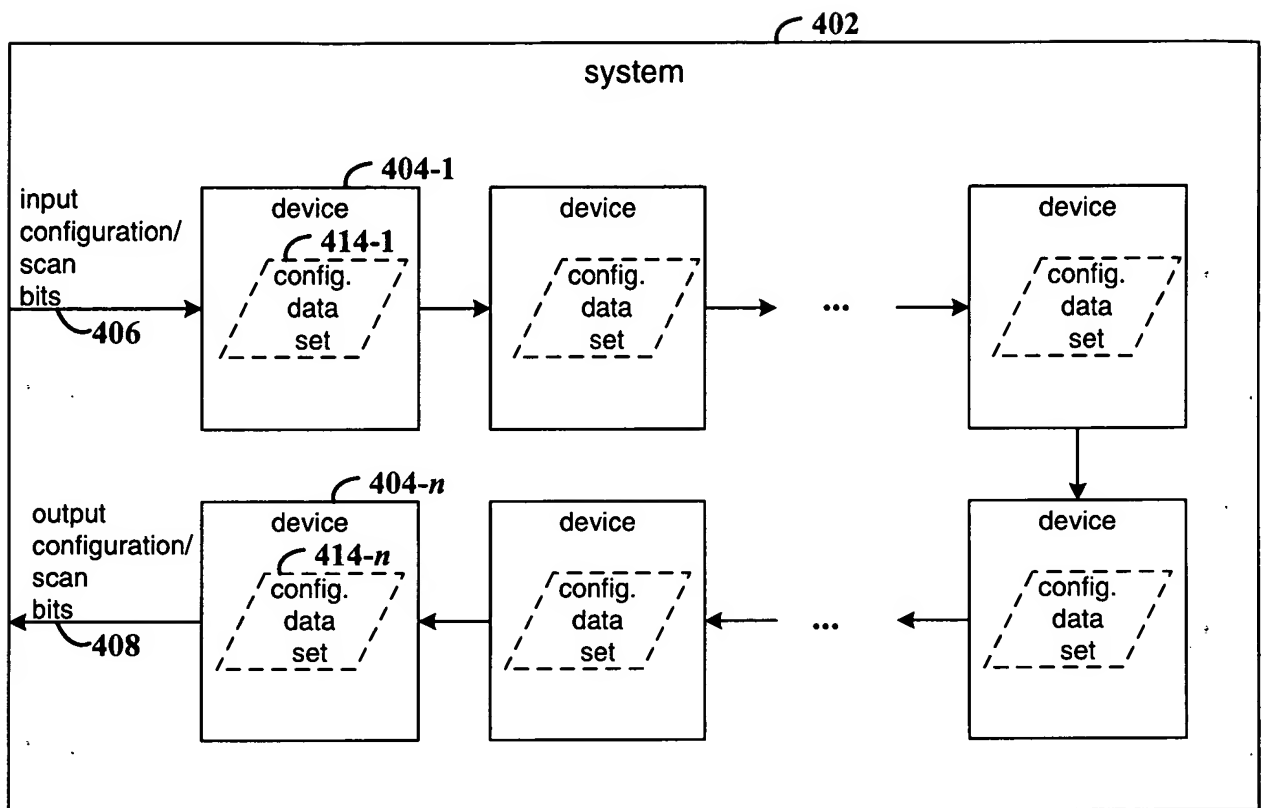 402
system
404-1
input
configuration/
scan
bits
406
device
414-1
config.
data
set
device
config.
data
set
...
device
config.
data
set
404-n
output
configuration/
scan
bits
408
device
414-n
config.
data
set
device
config.
data
set
...
device
config.
data
set